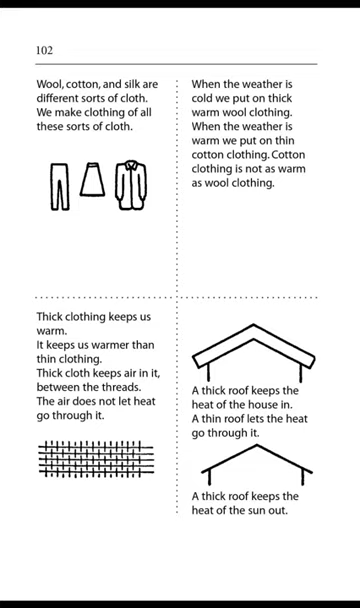 102
Wool, cotton, and silk are
different sorts of cloth.
We make clothing of all
these sorts of cloth.
When the weather is
cold we put on thick
warm wool clothing.
When the weather is
warm we put on thin
cotton clothing. Cotton
clothing is not as warm
as wool clothing.
Thick clothing keeps us
warm.
It keeps us warmer than
thin clothing.
Thick cloth keeps air in it,
between the threads.
The air does not let heat
go through it.
A thick roof keeps the
heat of the house in.
A thin roof lets the heat
go through it.
A thick roof keeps the
heat of the sun out.